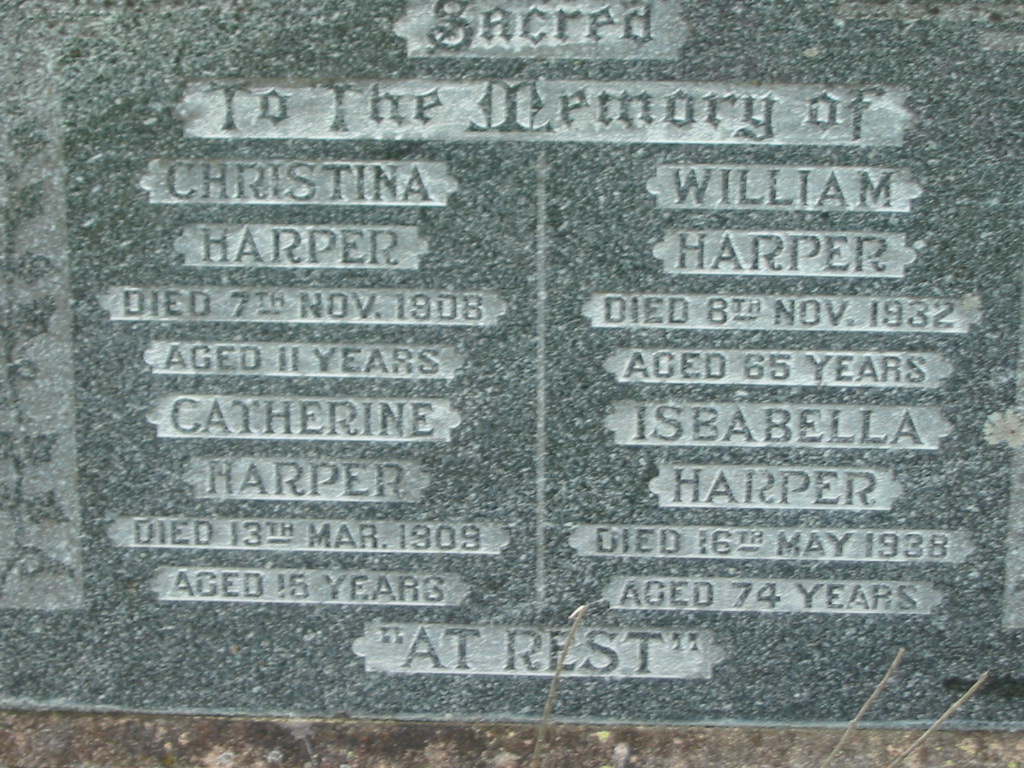 Sacred
To The Memory of
CHRISTINA
HARPER
DIED 7TH NOV. 1908
AGED 11 YEARS
CATHERINE
HARPER
DIED 13TH MAR. 1909
AGED 15 YEARS
WILLIAM
HARPER
DIED 8TH NOV. 1932
AGED 65 YEARS
ISBABELLA
HARPER
DIED 16TH MAY 1938
AGED 74 YEARS
"AT REST"